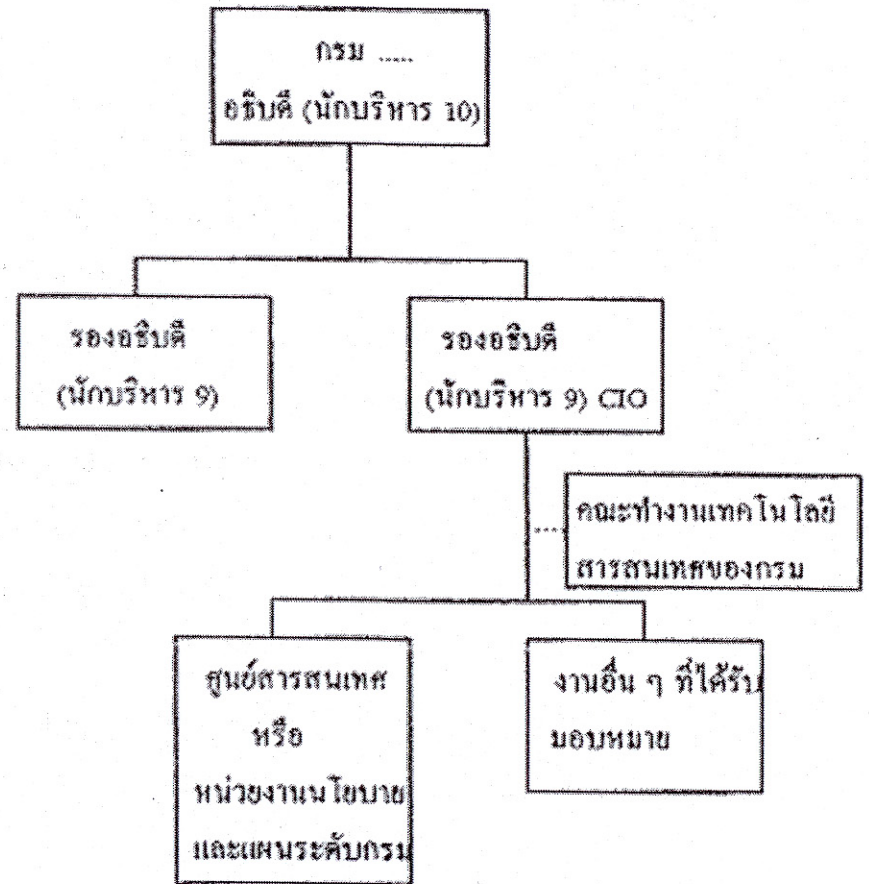 กรม .....
อธิบดี (นักบริหาร 10)
รองอธิบดี
(นักบริหาร 9)
รองอธิบดี
(นักบริหาร 9) CIO
.....
คณะทำงานเทคโนโลยี
สารสนเทศของกรม
ศูนย์สารสนเทศ
หรือ
หน่วยงานนโยบาย
และแผนระดับกรม
งานอื่น ๆ ที่ได้รับ
มอบหมาย